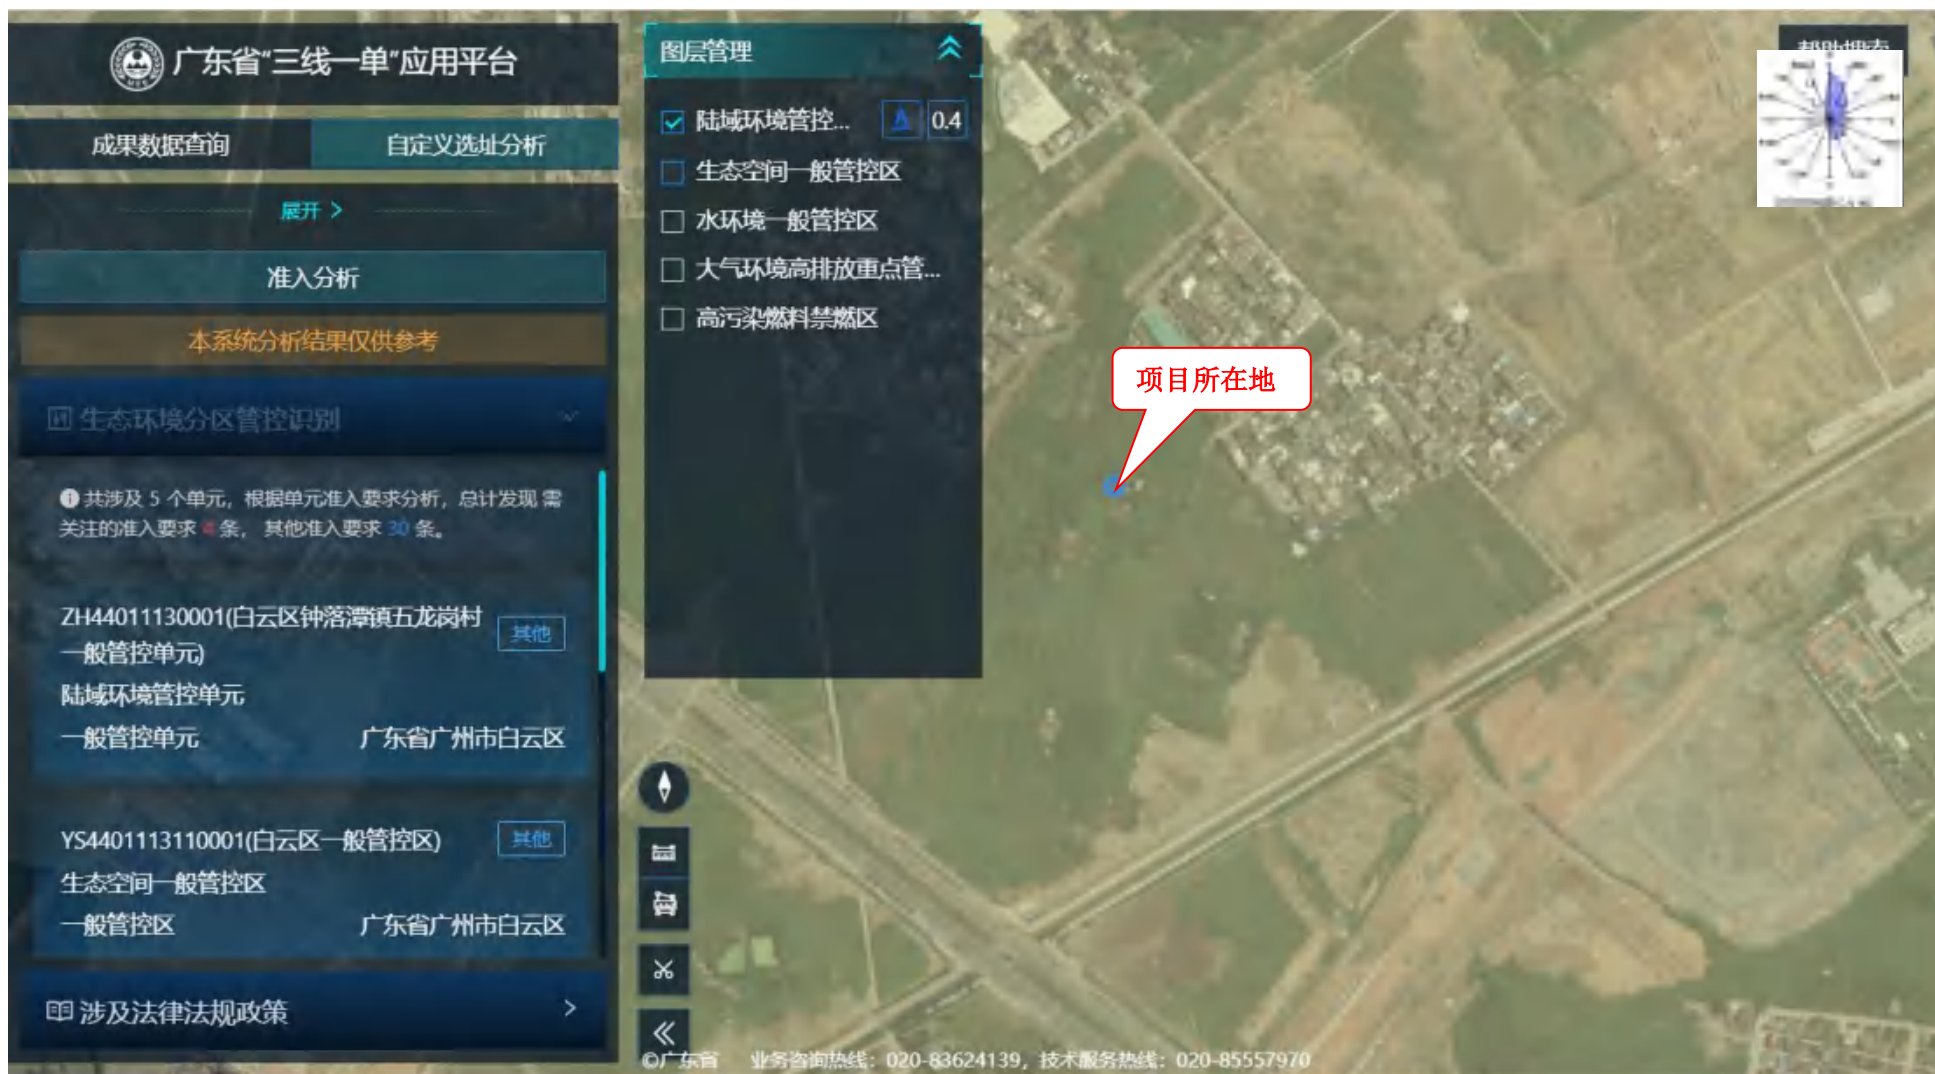 广东省“三线一单”应用平台
成果数据查询
自定义选址分析
展开 >
准入分析
本系统分析结果仅供参考
生态环境分区管控识别
共涉及 5 个单元，根据单元准入要求分析，总计发现 需
关注的准入要求 4 条， 其他准入要求 30 条。
ZH44011130001(白云区钟落潭镇五龙岗村
一般管控单元)
其他
陆域环境管控单元
一般管控单元 广东省广州市白云区
YS4401113110001(白云区一般管控区)
其他
生态空间一般管控区
一般管控区 广东省广州市白云区
涉及法律法规政策 >
图层管理
陆域环境管控... 0.4
生态空间一般管控区
水环境一般管控区
大气环境高排放重点管...
高污染燃料禁燃区
项目所在地
©广东省 业务咨询热线：020-83624139，技术服务热线：020-85557970